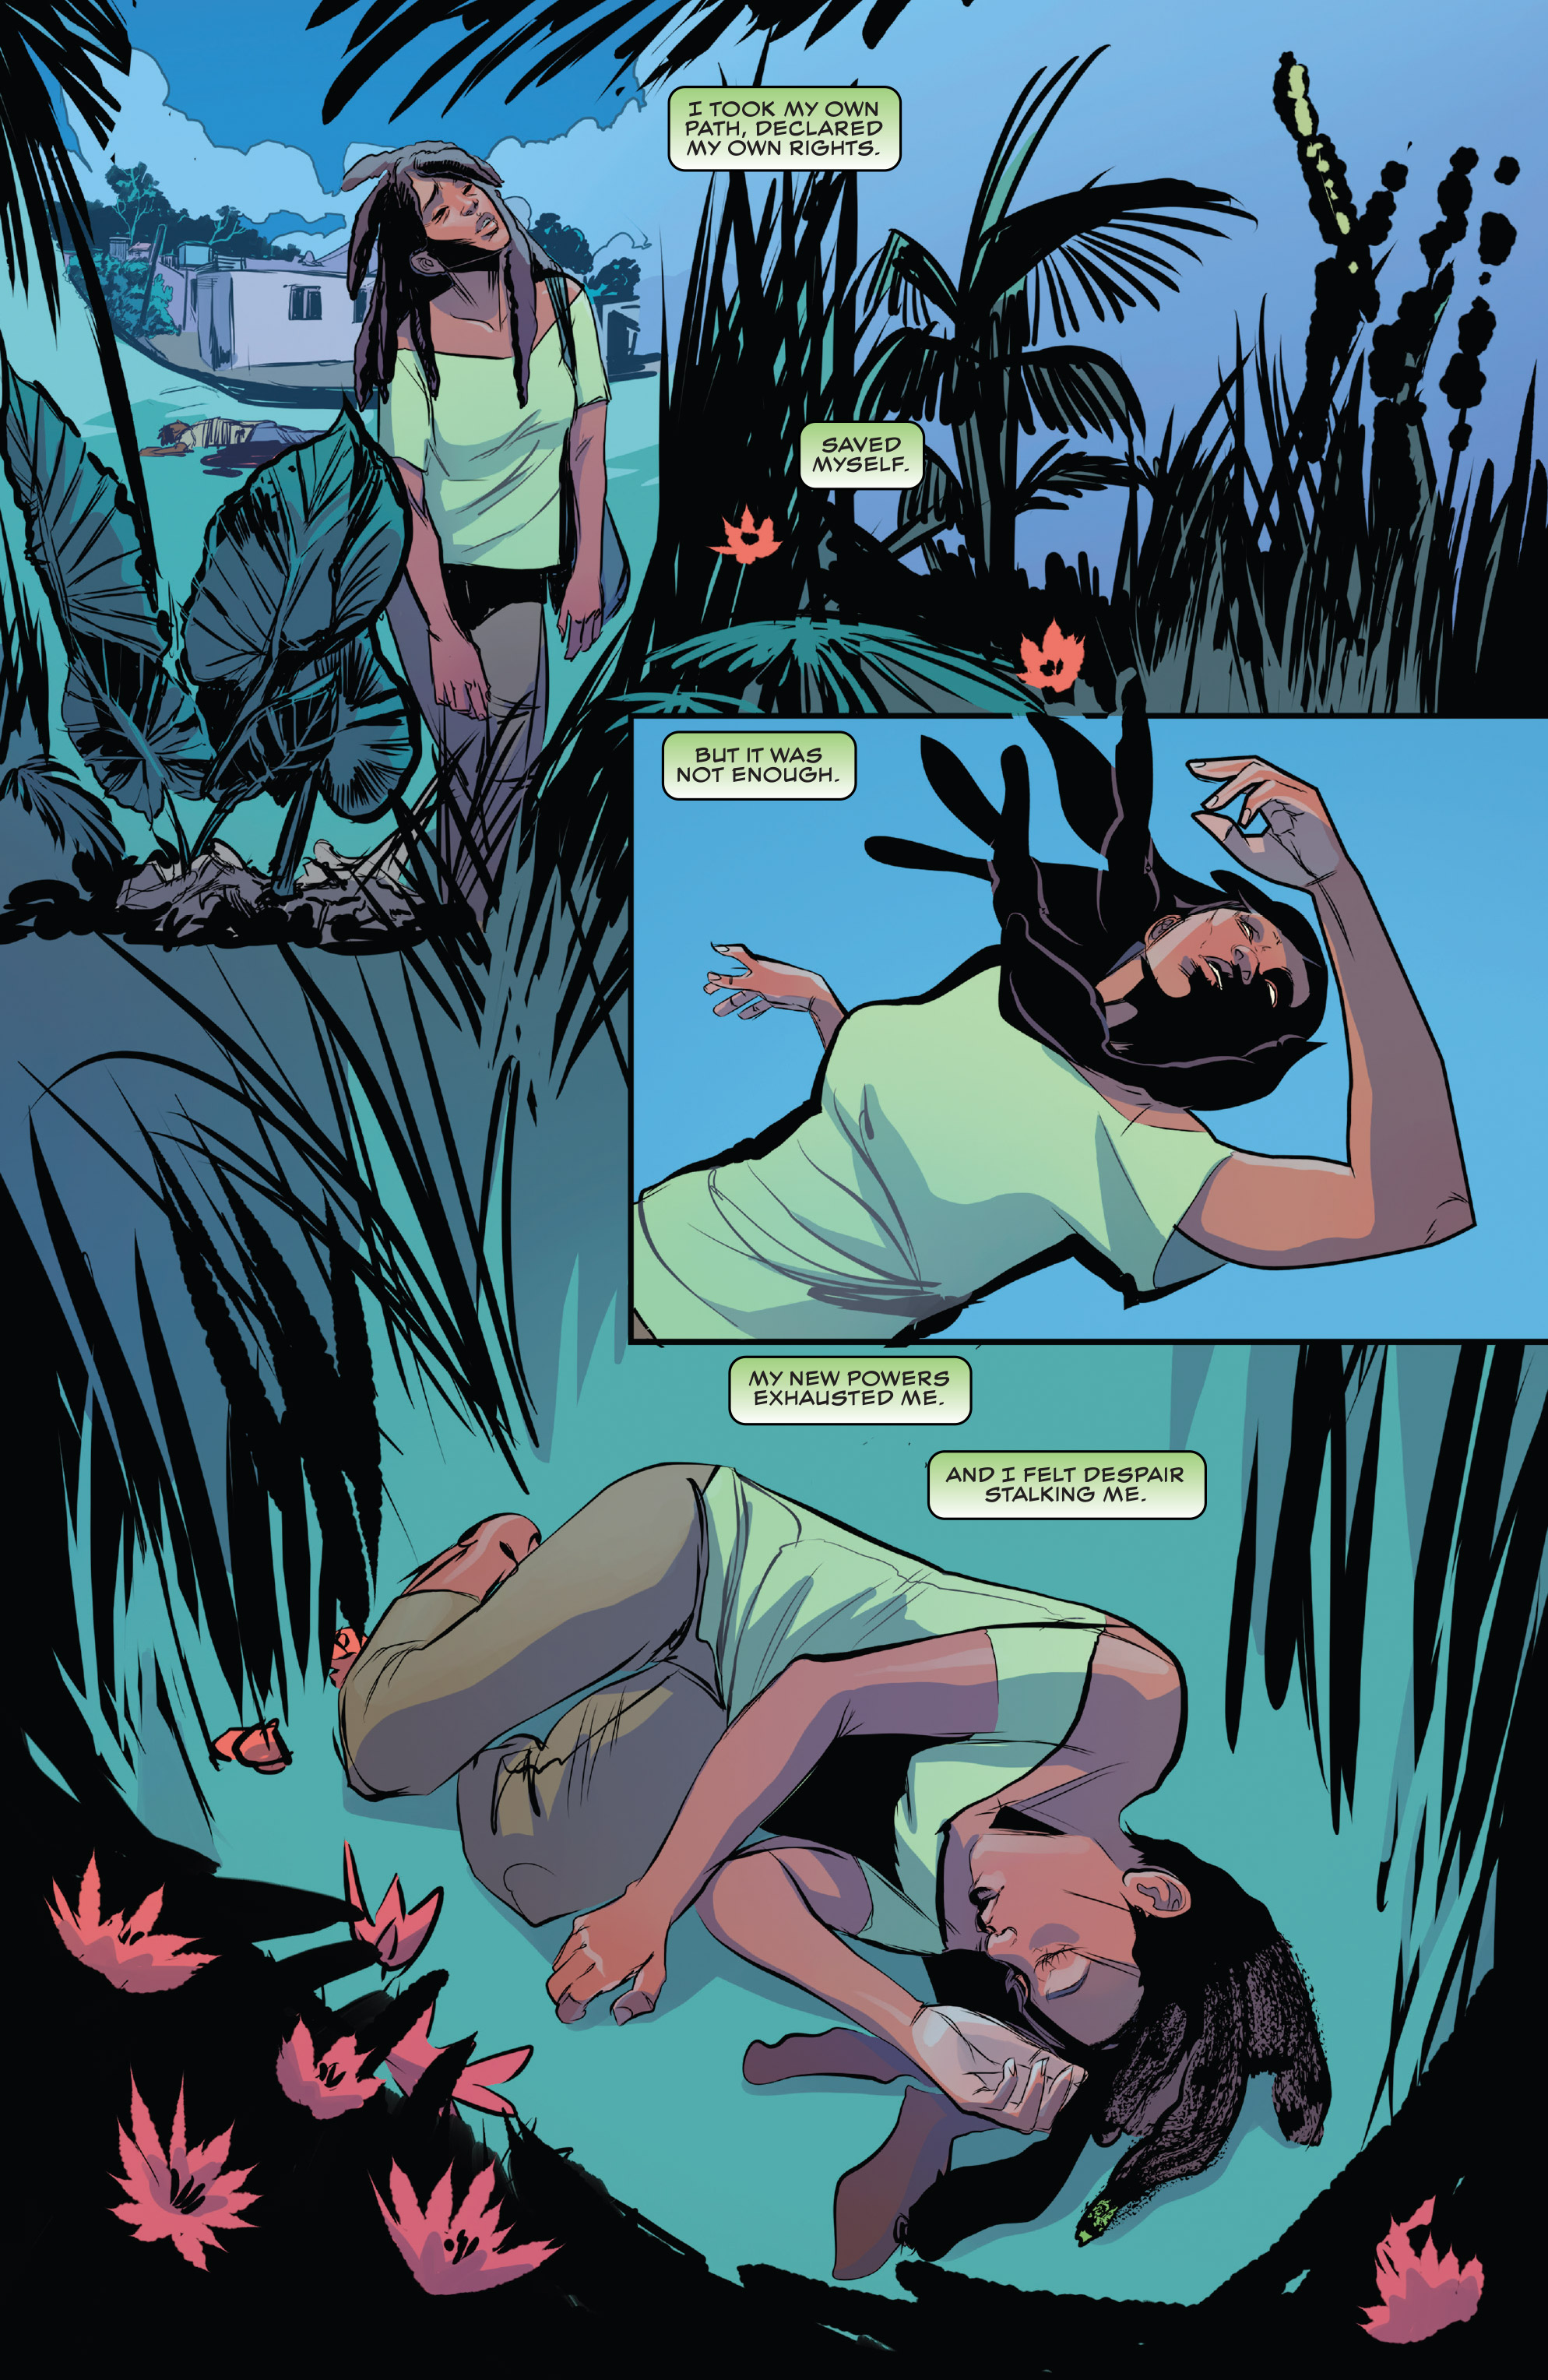 I TOOK MY OWN
PATH, DECLARED
MY OWN RIGHTS.
SAVED
MYSELF.
BUT IT WAS
NOT ENOUGH.
MY NEW POWERS
EXHAUSTED ME.
AND I FELT DESPAIR
STALKING ME.